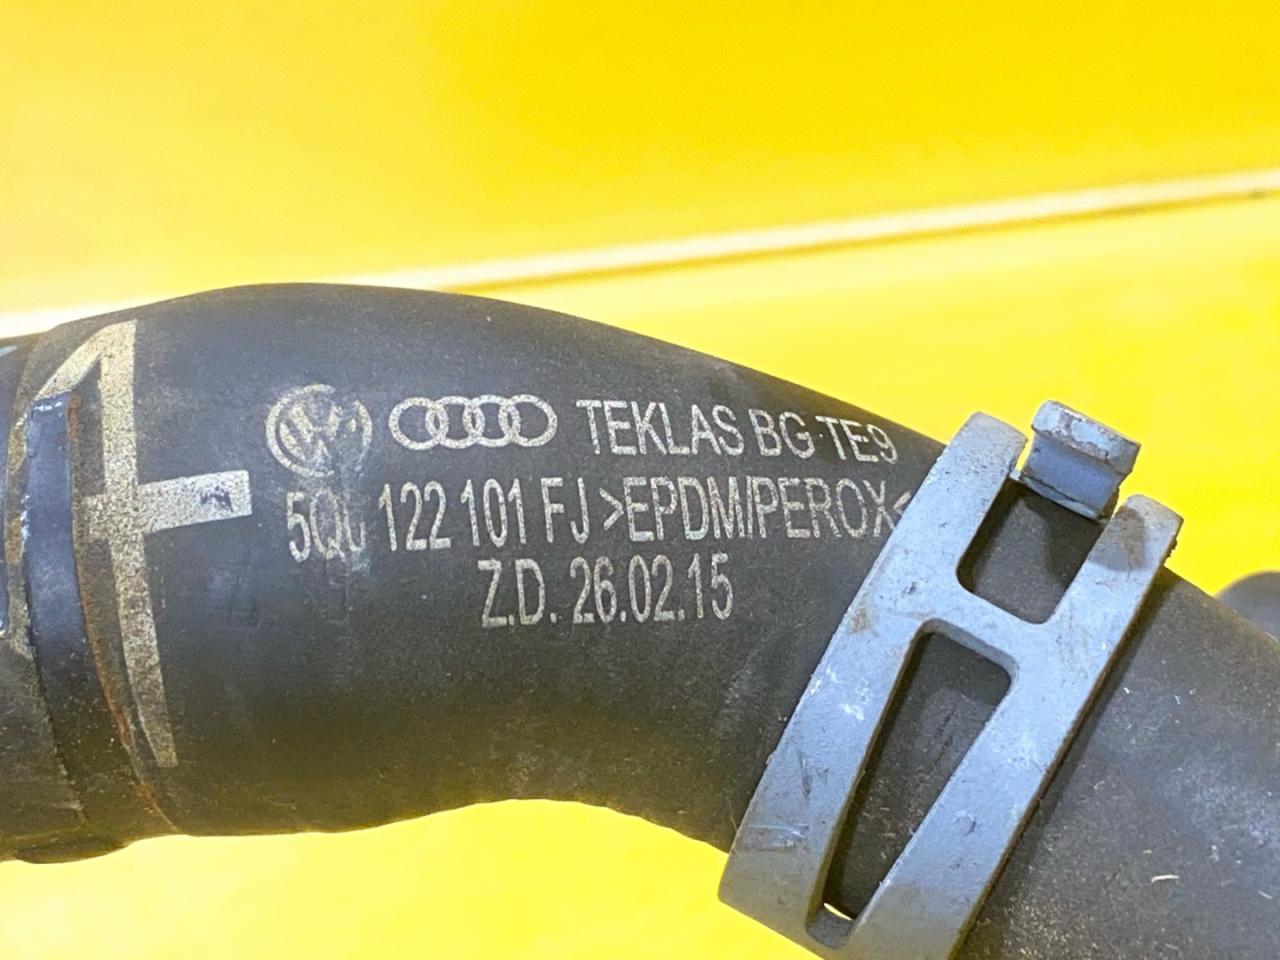 TEKLAS BG TE9
5Q0 122 101 FJ >EPDM/PEROX<
Z.D. 26.02.15